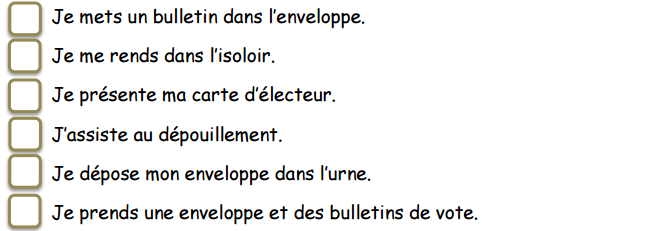 Je mets un bulletin dans l'enveloppe.
Je me rends dans l'isoloir.
Je présente ma carte d'électeur.
J'assiste au dépouillement.
Je dépose mon enveloppe dans l'urne.
Je prends une enveloppe et des bulletins de vote.